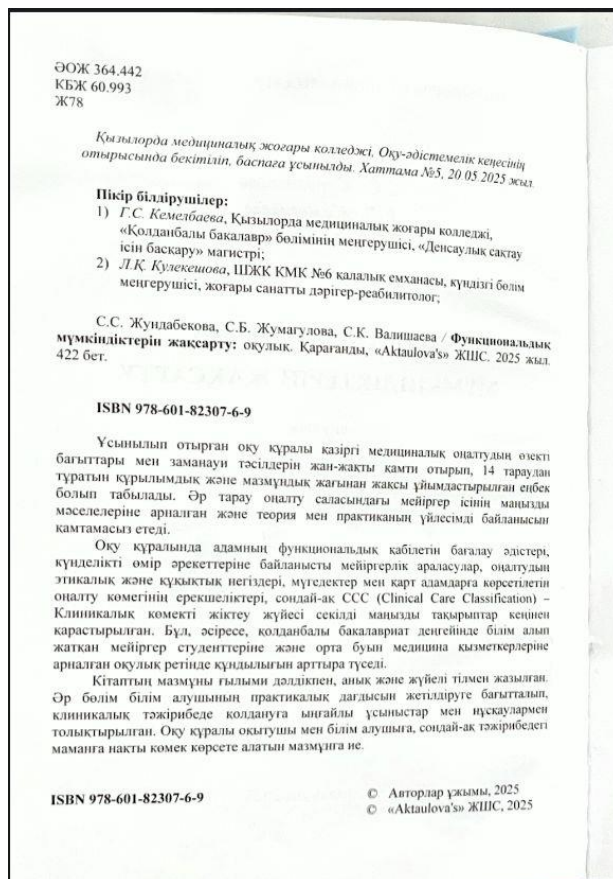 ӘОЖ 364.442
КБЖ 60.993
Ж78
Қызылорда медициналық жоғары колледжі, Оқу-әдістемелік кеңесінің
отырысында бекітіліп, баспаға ұсынылды. Хаттама №5, 20.05.2025 жыл.
Пікір білдірушілер:
1) Г.С. Кемелбаева, Қызылорда медициналық жоғары колледжі,
«Қолданбалы бакалавр» бөлімінің меңгерушісі, «Денсаулық сақтау
ісін басқару» магистрі;
2) Л.Қ. Кулекешова, ШЖҚ КМК №6 қалалық емханасы, күндізгі бөлім
меңгерушісі, жоғары санатты дәрігер-реабилитолог;
С.С. Жундабекова, С.Б. Жумагулова, С.К. Валишаева / Функциональдық
мүмкіндіктерін жақсарту: оқулық. Қарағанды, «Aktaulova's» ЖШС. 2025 жыл.
422 бет.
ISBN 978-601-82307-6-9
Ұсынылып отырған оқу құралы қазіргі медициналық оңалтудың өзекті
бағыттары мен заманауи тәсілдерін жан-жақты қамти отырып, 14 тараудан
тұратын құрылымдық және мазмұндық жағынан жақсы ұйымдастырылған еңбек
болып табылады. Әр тарау оңалту саласындағы мейіргер ісінің маңызды
мәселелеріне арналған және теория мен практиканың үйлесімді байланысын
қамтамасыз етеді.
Оқу құралында адамның функциональдық қабілетін бағалау әдістері,
күнделікті өмір әрекеттеріне байланысты мейіргерлік араласулар, оңалтудың
этикалық және құқықтық негіздері, мүгедектер мен қарт адамдарға көрсетілетін
оңалту көмегінің ерекшеліктері, сондай-ақ ССС (Clinical Care Classification) –
Клиникалық көмекті жіктеу жүйесі секілді маңызды тақырыптар кеңінен
қарастырылған. Бұл, әсіресе, қолданбалы бакалавриат деңгейінде білім алып
жатқан мейіргер студенттеріне және орта буын медицина қызметкерлеріне
арналған оқулық ретінде құндылығын арттыра түседі.
Кітаптың мазмұны ғылыми дәлдікпен, анық және жүйелі тілмен жазылған.
Әр бөлім білім алушының практикалық дағдысын жетілдіруге бағытталып,
клиникалық тәжірибеде қолдануға ыңғайлы ұсыныстар мен нұсқаулармен
толықтырылған. Оқу құралы оқытушы мен білім алушыға, сондай-ақ тәжірибедегі
маманға нақты көмек көрсете алатын мазмұнға ие.
ISBN 978-601-82307-6-9
© Авторлар ұжымы, 2025
© «Aktaulova's» ЖШС, 2025